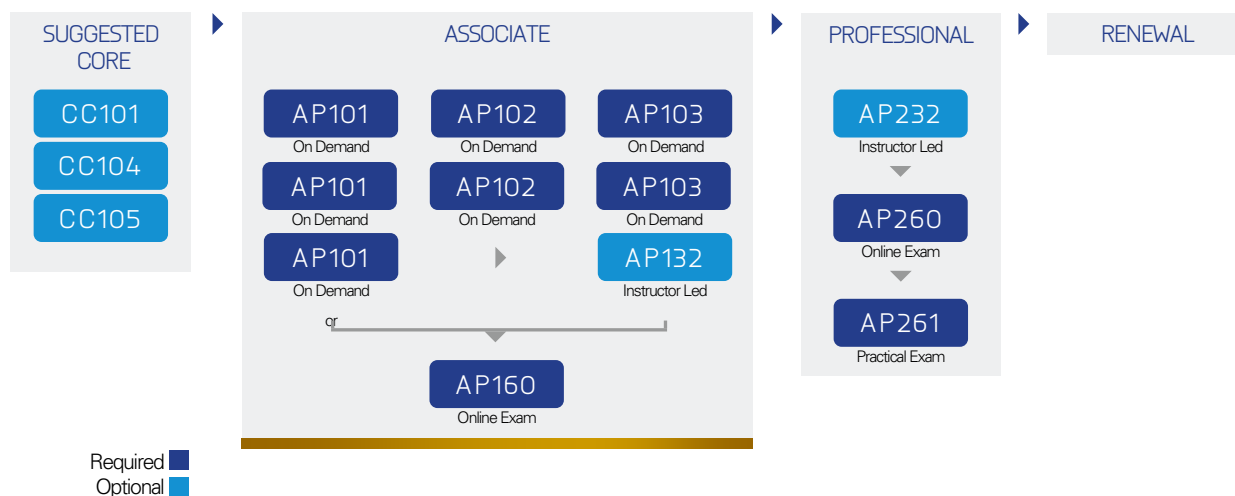 SUGGESTED
CORE
CC101
CC104
CC105
ASSOCIATE
AP101 AP102 AP103
On Demand On Demand On Demand
AP101 AP102 AP103
On Demand On Demand On Demand
AP101 AP132
On Demand Instructor Led
or
AP160
Online Exam
PROFESSIONAL
AP232
Instructor Led
AP260
Online Exam
AP261
Practical Exam
RENEWAL
Required
Optional